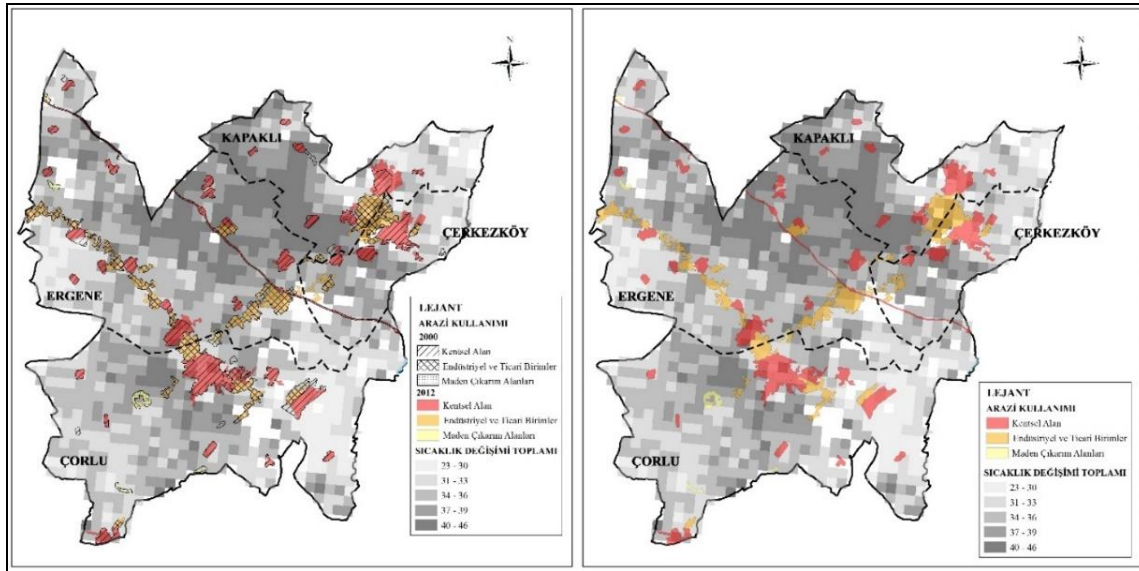 N
KAPAKLI
ÇERKEZKÖY
ERGENE
ÇORLU
LEJANT
ARAZİ KULLANIMI
2000
Kentsel Alan
Endüstriyel ve Ticari Birimler
Maden Çıkarım Alanları
2012
Kentsel Alan
Endüstriyel ve Ticari Birimler
Maden Çıkarım Alanları
SICAKLIK DEĞİŞİMİ TOPLAMI
23 - 30
31 - 33
34 - 36
37 - 39
40 - 46
N
KAPAKLI
ÇERKEZKÖY
ERGENE
ÇORLU
LEJANT
ARAZİ KULLANIMI
Kentsel Alan
Endüstriyel ve Ticari Birimler
Maden Çıkarım Alanları
SICAKLIK DEĞİŞİMİ TOPLAMI
23 - 30
31 - 33
34 - 36
37 - 39
40 - 46